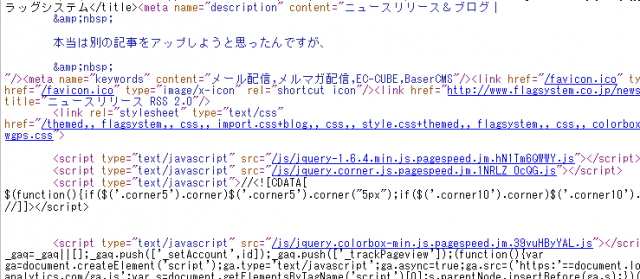 ラッグシステム</title><meta name="description" content="ニュースリリース＆ブログ |
&amp;nbsp;
本当は別の記事をアップしようと思ったんですが、
&amp;nbsp;
"/><meta name="keywords" content="メール配信,メルマガ配信,EC-CUBE,BaserCMS"/><link href="/favicon.ico" ty
href="/favicon.ico" type="image/x-icon" rel="shortcut icon"/><link href="http://www.flagsystem.co.jp/news
title="ニュースリリース RSS 2.0"/>
<link rel="stylesheet" type="text/css"
href="/themed,,_flagsystem,,_css,,_import.css+blog,,_css,,_style.css+themed,,_flagsystem,,_css,,_colorbox
wgps.css">
<script type="text/javascript" src="/js/jquery-1.6.4.min.js.pagespeed.jm.hN1Tm6QWWY.js"></script>
<script type="text/javascript" src="/js/jquery.corner.js.pagespeed.jm.1NRLZ_OcQG.js"></script>
<script type="text/javascript">//<![CDATA[
$(function(){if($('.corner5').corner)$('.corner5').corner("5px");if($('.corner10').corner)$('.corner10').
//]]></script>
<script type="text/javascript" src="/js/jquery.colorbox-min.js.pagespeed.jm.39yuHByYAL.js"></scri
_gaq=_gaq||[];_gaq.push(['_setAccount',id]);_gaq.push(['_trackPageview']);(function(){var
ga=document.createElement('script');ga.type='text/javascript';ga.async=true;ga.src=('https:'==document.lo
analytics.com/ga.js';var s=document.getElementsByTagName('script')[0];s.parentNode.insertBefore(ga,s);})(